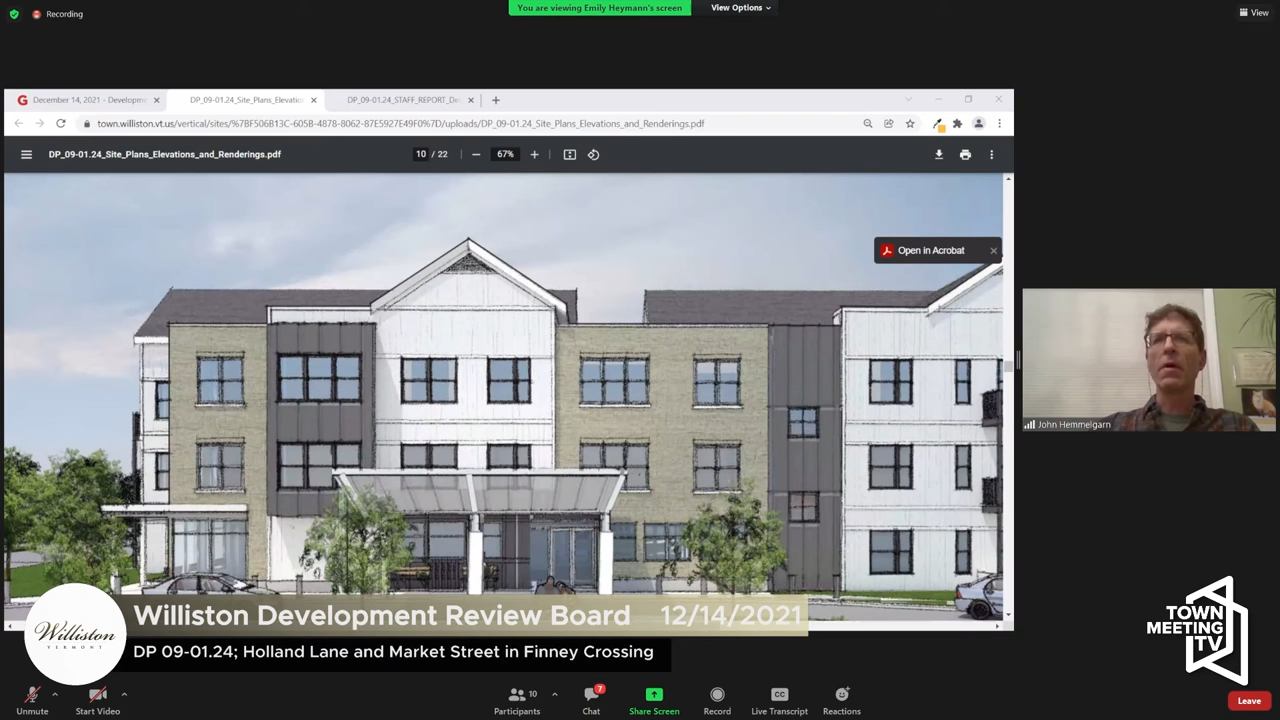 Recording
You are viewing Emily Heymann's screen
View Options
View
December 14, 2021 - Developme
DP_09-01.24_Site_Plans_Elevation
DP_09-01.24_STAFF_REPORT_De
town.williston.vt.us/vertical/sites/%7BF506B13C-605B-4878-8062-87E5927E49F0%7D/uploads/DP_09-01.24_Site_Plans_Elevations_and_Renderings.pdf
DP_09-01.24_Site_Plans_Elevations_and_Renderings.pdf
10 / 22
67%
Open in Acrobat
John Hemmelgarn
Williston Development Review Board 12/14/2021
Williston
VERMONT
DP 09-01.24; Holland Lane and Market Street in Finney Crossing
TOWN
MEETING
TV
Unmute
Start Video
10
Participants
7
Chat
Share Screen
Record
CC
Live Transcript
Reactions
Leave